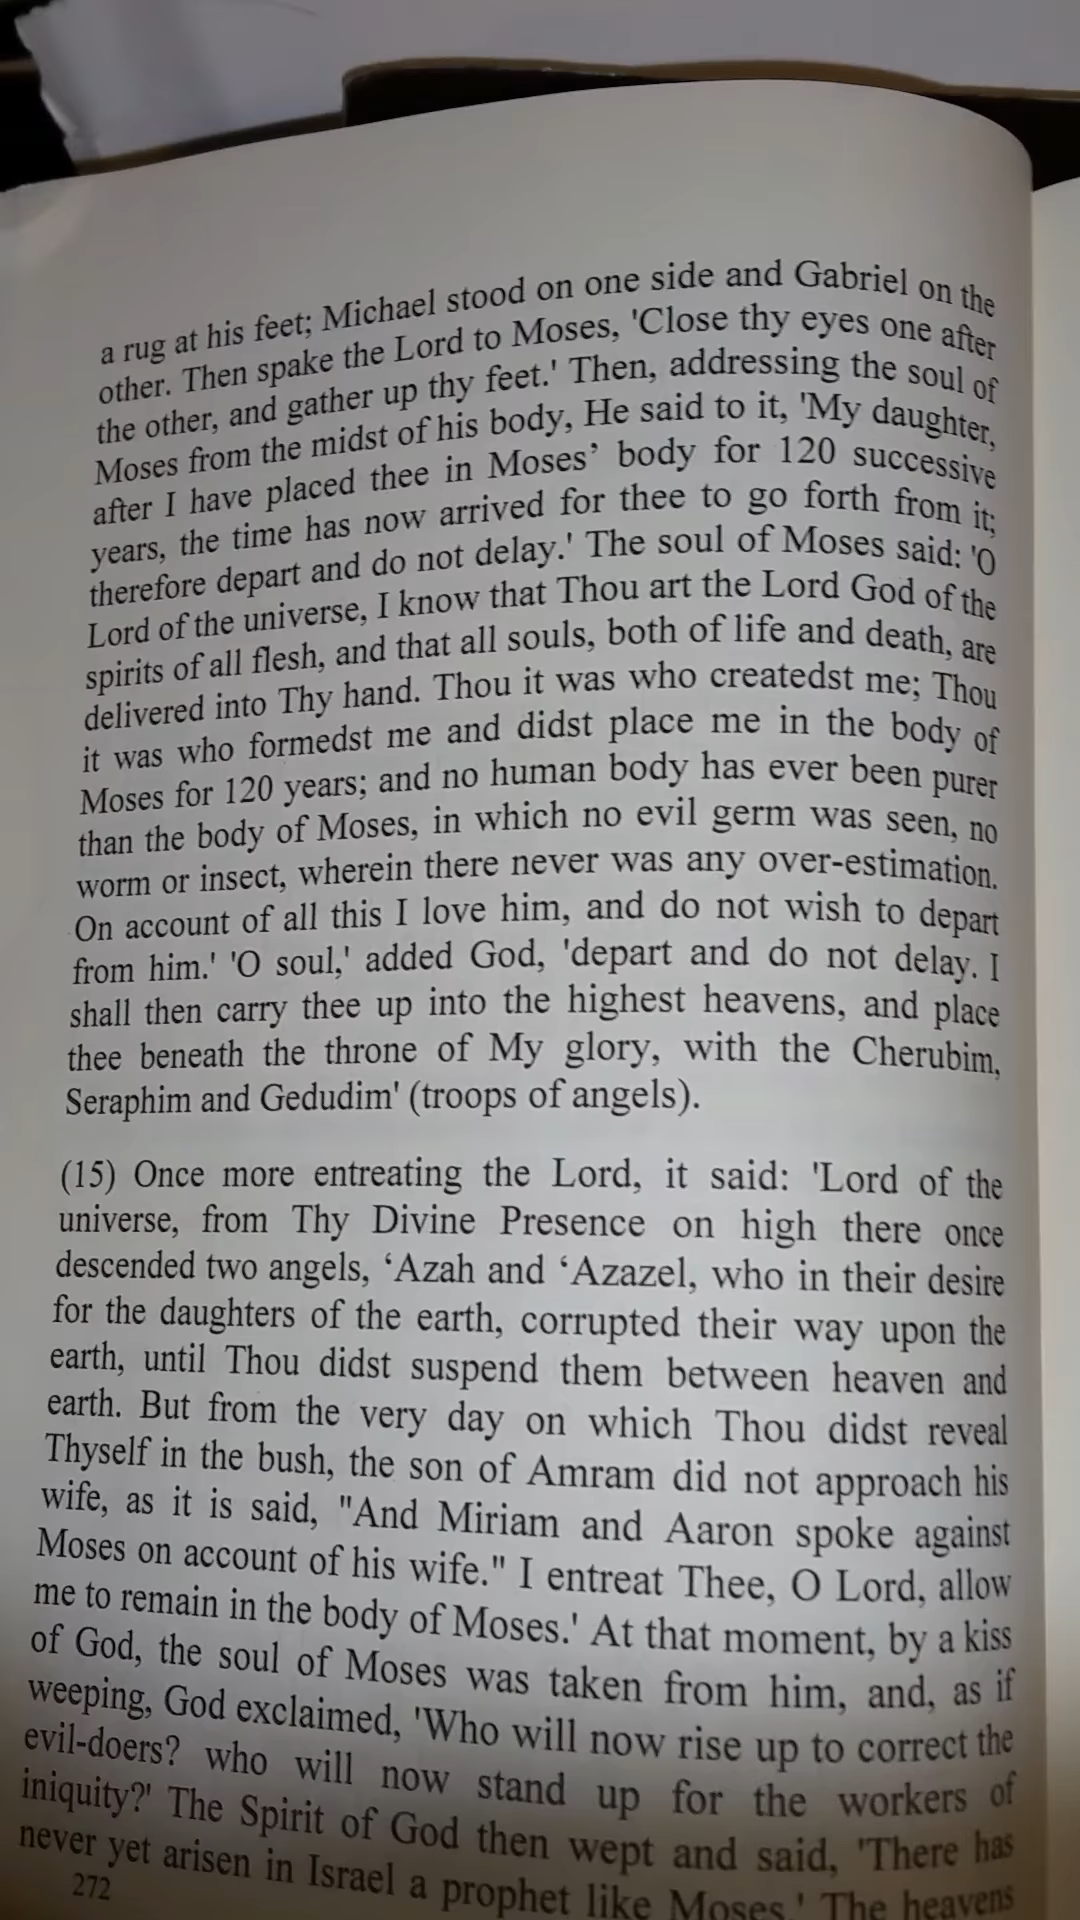 a rug at his feet; Michael stood on one side and Gabriel on the
other. Then spake the Lord to Moses, 'Close thy eyes one after
the other, and gather up thy feet.' Then, addressing the soul of
Moses from the midst of his body, He said to it, 'My daughter,
after I have placed thee in Moses’ body for 120 successive
years, the time has now arrived for thee to go forth from it;
therefore depart and do not delay.' The soul of Moses said: 'O
Lord of the universe, I know that Thou art the Lord God of the
spirits of all flesh, and that all souls, both of life and death, are
delivered into Thy hand. Thou it was who createdst me; Thou
it was who formedst me and didst place me in the body of
Moses for 120 years; and no human body has ever been purer
than the body of Moses, in which no evil germ was seen, no
worm or insect, wherein there never was any over-estimation.
On account of all this I love him, and do not wish to depart
from him.' 'O soul,' added God, 'depart and do not delay. I
shall then carry thee up into the highest heavens, and place
thee beneath the throne of My glory, with the Cherubim,
Seraphim and Gedudim' (troops of angels).
(15) Once more entreating the Lord, it said: 'Lord of the
universe, from Thy Divine Presence on high there once
descended two angels, ‘Azah and ‘Azazel, who in their desire
for the daughters of the earth, corrupted their way upon the
earth, until Thou didst suspend them between heaven and
earth. But from the very day on which Thou didst reveal
Thyself in the bush, the son of Amram did not approach his
wife, as it is said, "And Miriam and Aaron spoke against
Moses on account of his wife." I entreat Thee, O Lord, allow
me to remain in the body of Moses.' At that moment, by a kiss
of God, the soul of Moses was taken from him, and, as if
weeping, God exclaimed, 'Who will now rise up to correct the
evil-doers? who will now stand up for the workers of
iniquity?' The Spirit of God then wept and said, 'There has
never yet arisen in Israel a prophet like Moses.' The heavens
272